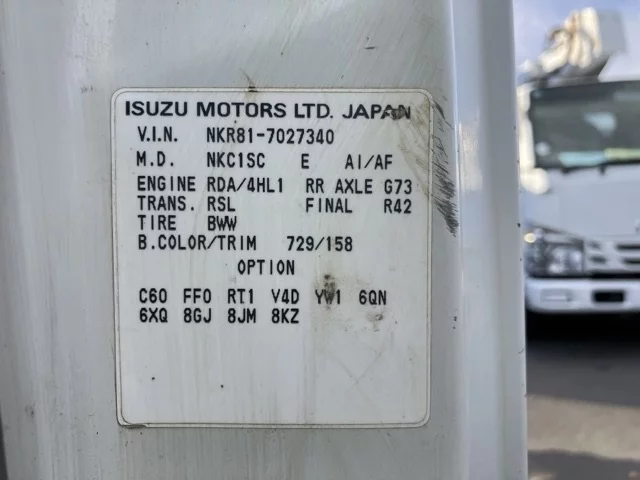 ISUZU MOTORS LTD. JAPAN
V.I.N. NKR81-7027340
M.D. NKC1SC E AI/AF
ENGINE RDA/4HL1 RR AXLE G73
TRANS. RSL FINAL R42
TIRE BWW
B.COLOR/TRIM 729/158
OPTION
C60 FF0 RT1 V4D YW1 6QN
6XQ 8GJ 8JM 8KZ